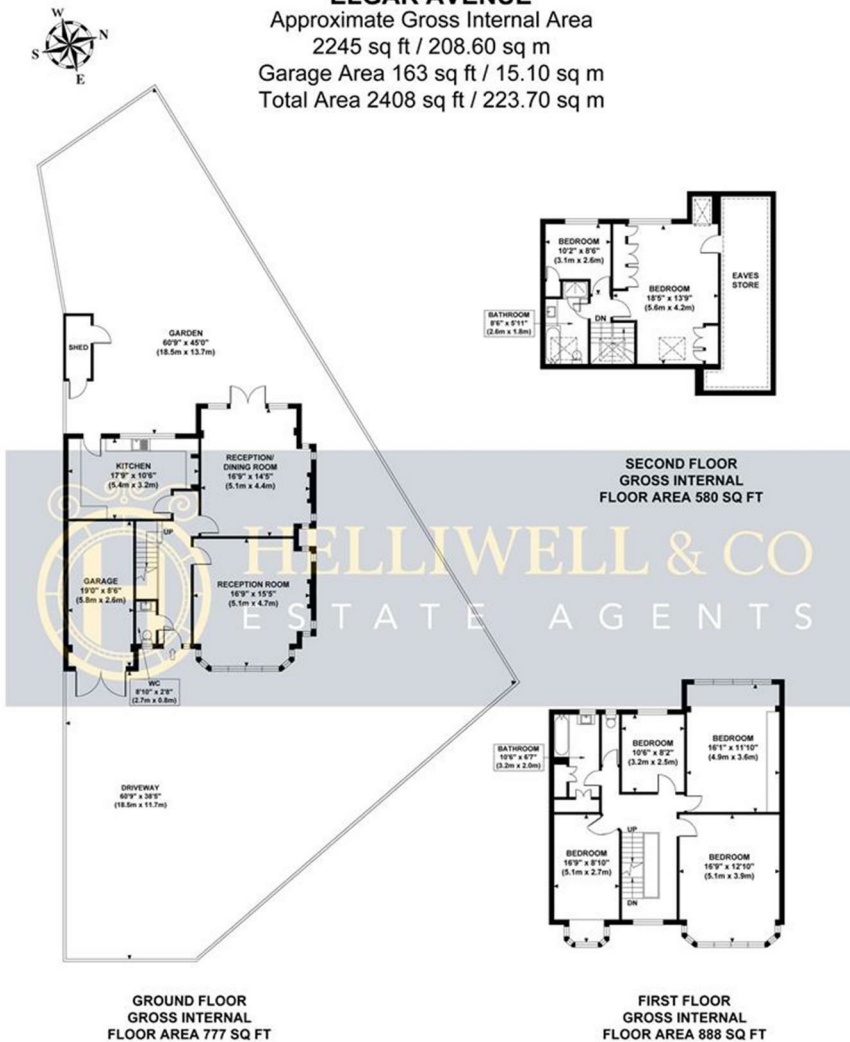 ELGAR AVENUE
Approximate Gross Internal Area
2245 sq ft / 208.60 sq m
Garage Area 163 sq ft / 15.10 sq m
Total Area 2408 sq ft / 223.70 sq m
W
N
S
E
BEDROOM
10'2" x 8'6"
(3.1m x 2.6m)
BEDROOM
18'5" x 13'9"
(5.6m x 4.2m)
EAVES
STORE
BATHROOM
8'6" x 5'11"
(2.6m x 1.8m)
DN
SECOND FLOOR
GROSS INTERNAL
FLOOR AREA 580 SQ FT
GARDEN
60'9" x 45'0"
(18.5m x 13.7m)
SHED
KITCHEN
17'9" x 10'6"
(5.4m x 3.2m)
RECEPTION/
DINING ROOM
16'9" x 14'5"
(5.1m x 4.4m)
UP
GARAGE
19'0" x 8'6"
(5.8m x 2.6m)
RECEPTION ROOM
16'9" x 15'5"
(5.1m x 4.7m)
WC
8'10" x 2'8"
(2.7m x 0.8m)
DRIVEWAY
60'9" x 38'5"
(18.5m x 11.7m)
HELLIWELL & CO
ESTATE AGENTS
BATHROOM
10'6" x 6'7"
(3.2m x 2.0m)
BEDROOM
10'6" x 8'2"
(3.2m x 2.5m)
BEDROOM
16'1" x 11'10"
(4.9m x 3.6m)
BEDROOM
16'9" x 8'10"
(5.1m x 2.7m)
UP
DN
BEDROOM
16'9" x 12'10"
(5.1m x 3.9m)
GROUND FLOOR
GROSS INTERNAL
FLOOR AREA 777 SQ FT
FIRST FLOOR
GROSS INTERNAL
FLOOR AREA 888 SQ FT